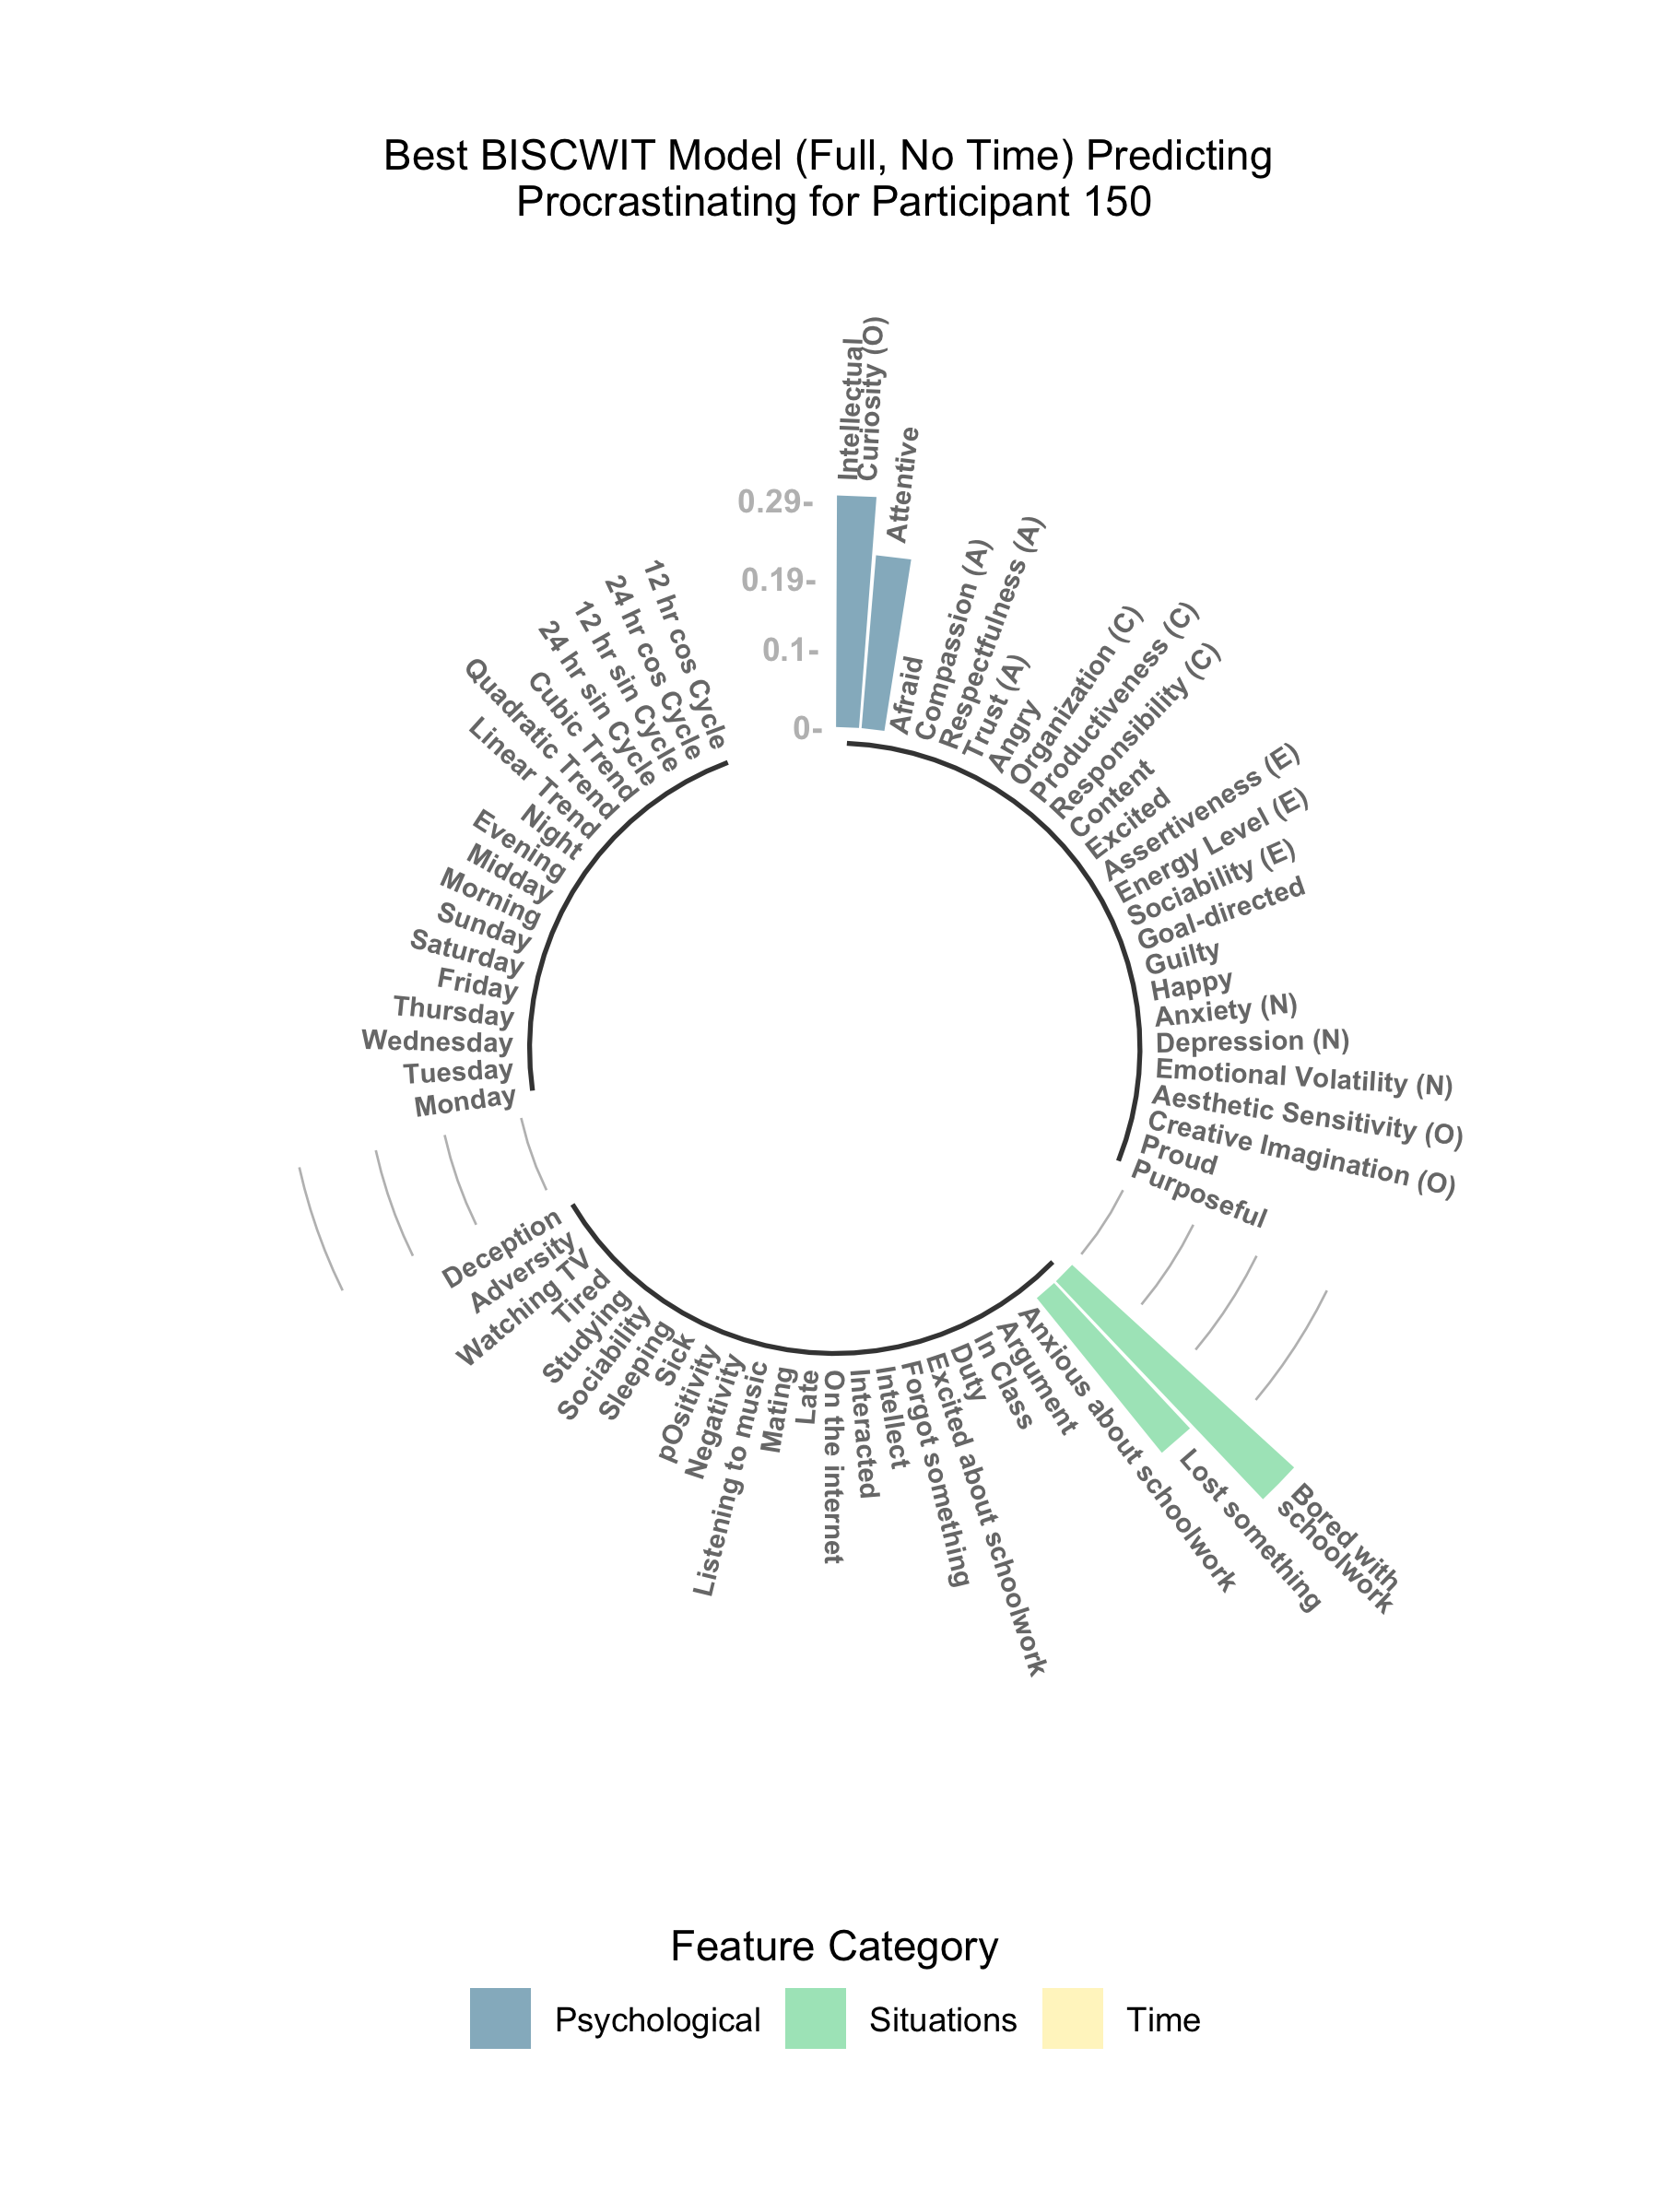 Best BISCWIT Model (Full, No Time) Predicting
Procrastinating for Participant 150
0.29-
0.19-
0.1-
0-
Intellectual
Curiosity (O)
Attentive
Afraid
Compassion (A)
Respectfulness (A)
Trust (A)
Angry
Organization (C)
Productiveness (C)
Responsibility (C)
Content
Excited
Assertiveness (E)
Energy Level (E)
Sociability (E)
Goal-directed
Guilty
Happy
Anxiety (N)
Depression (N)
Emotional Volatility (N)
Aesthetic Sensitivity (O)
Creative Imagination (O)
Proud
Purposeful
Bored with
schoolwork
Lost something
Anxious about schoolwork
Argument
In Class
Duty
Excited about schoolwork
Forgot something
Intellect
Interacted
On the internet
Late
Mating
Listening to music
Negativity
pOsitivity
Sick
Sleeping
Sociability
Studying
Tired
Watching TV
Adversity
Deception
Monday
Tuesday
Wednesday
Thursday
Friday
Saturday
Sunday
Morning
Midday
Evening
Night
Linear Trend
Quadratic Trend
Cubic Trend
24 hr sin Cycle
12 hr sin Cycle
24 hr cos Cycle
12 hr cos Cycle
Feature Category
Psychological
Situations
Time